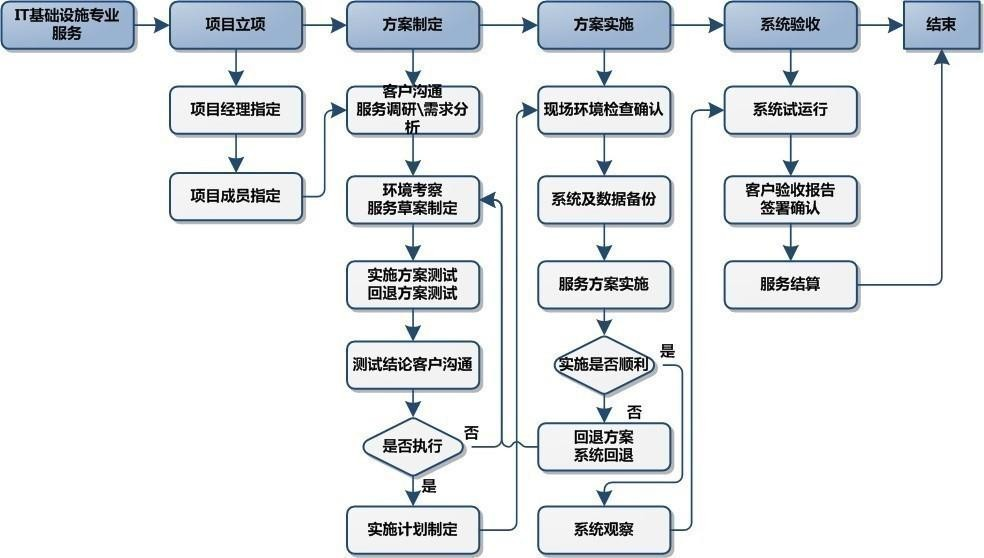 IT基础设施专业
服务
项目立项
方案制定
方案实施
系统验收
结束
项目经理指定
项目成员指定
客户沟通
服务调研\需求分
折
环境考察
服务草案制定
实施方案测试
回退方案测试
测试结论客户沟通
是否执行
否
是
实施计划制定
现场环境检查确认
系统及数据备份
服务方案实施
实施是否顺利
是
否
回退方案
系统回退
系统观察
系统试运行
客户验收报告
签署确认
服务结算